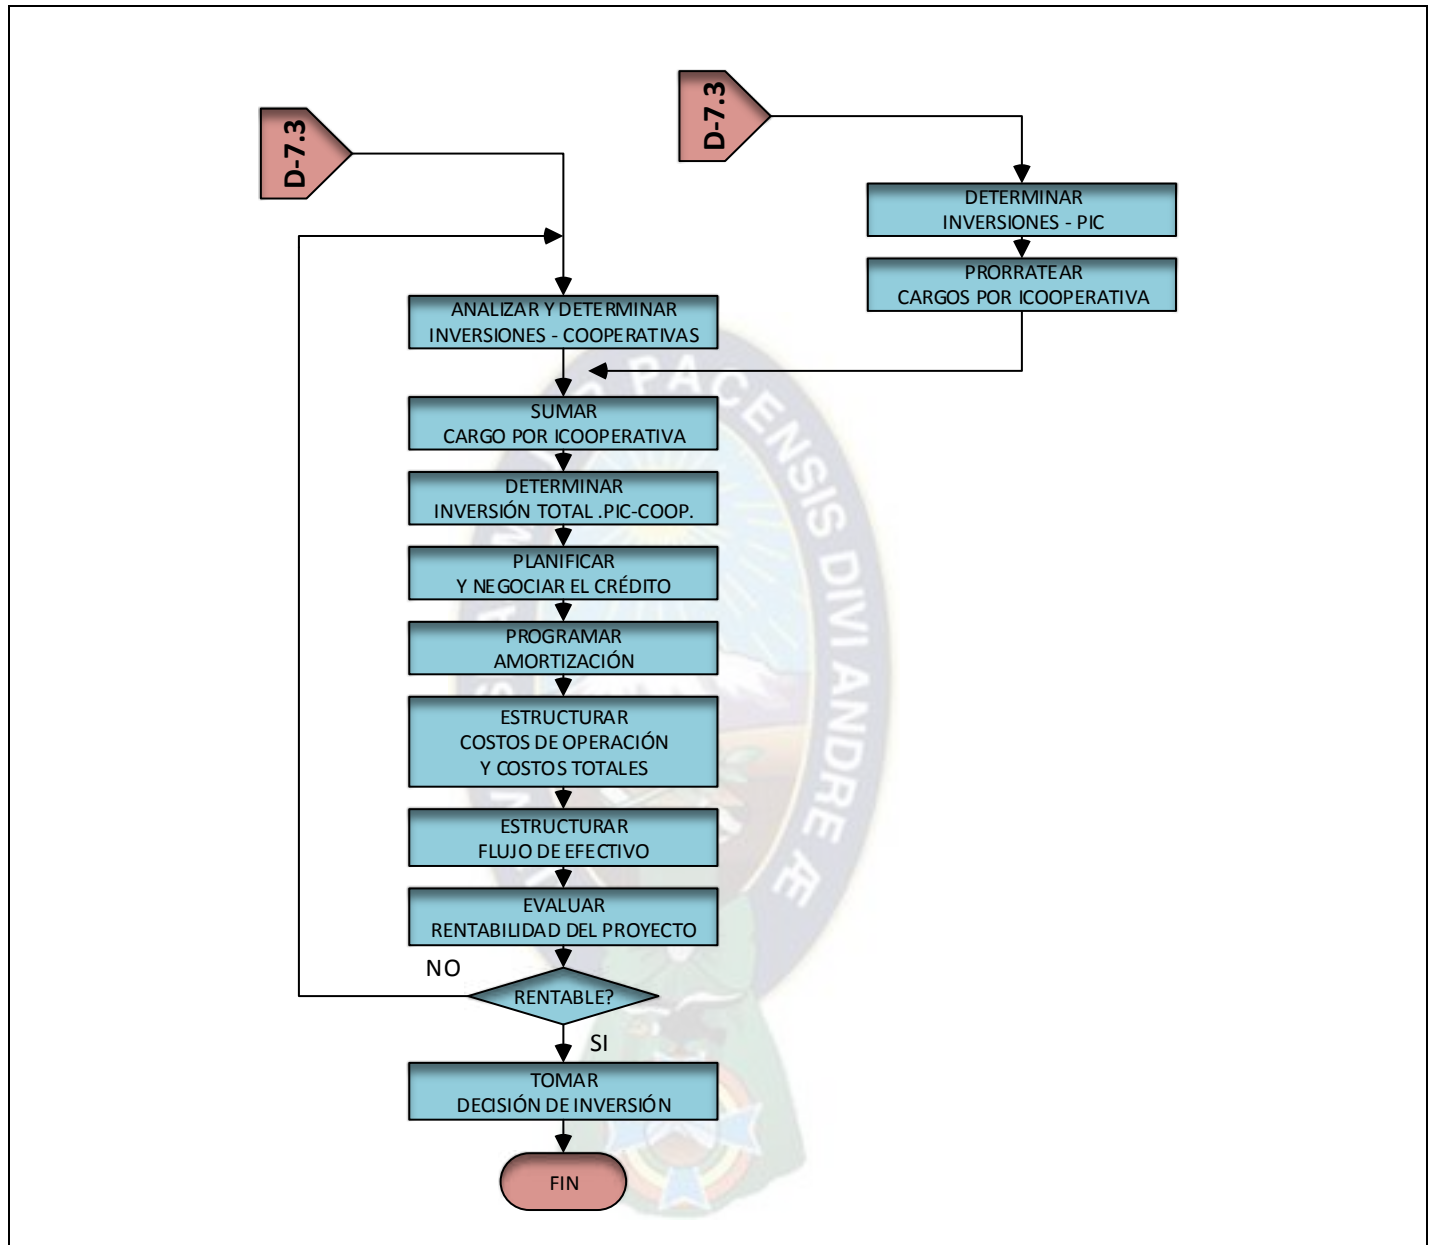 D-7.3
D-7.3
DETERMINAR
INVERSIONES - PIC
PRORRATEAR
CARGOS POR ICOOPERATIVA
ANALIZAR Y DETERMINAR
INVERSIONES - COOPERATIVAS
SUMAR
CARGO POR ICOOPERATIVA
DETERMINAR
INVERSIÓN TOTAL .PIC-COOP.
PLANIFICAR
Y NEGOCIAR EL CRÉDITO
PROGRAMAR
AMORTIZACIÓN
ESTRUCTURAR
COSTOS DE OPERACIÓN
Y COSTOS TOTALES
ESTRUCTURAR
FLUJO DE EFECTIVO
EVALUAR
RENTABILIDAD DEL PROYECTO
NO
RENTABLE?
SI
TOMAR
DECISIÓN DE INVERSIÓN
FIN
PACENSIS DIVI ANDRE Æ